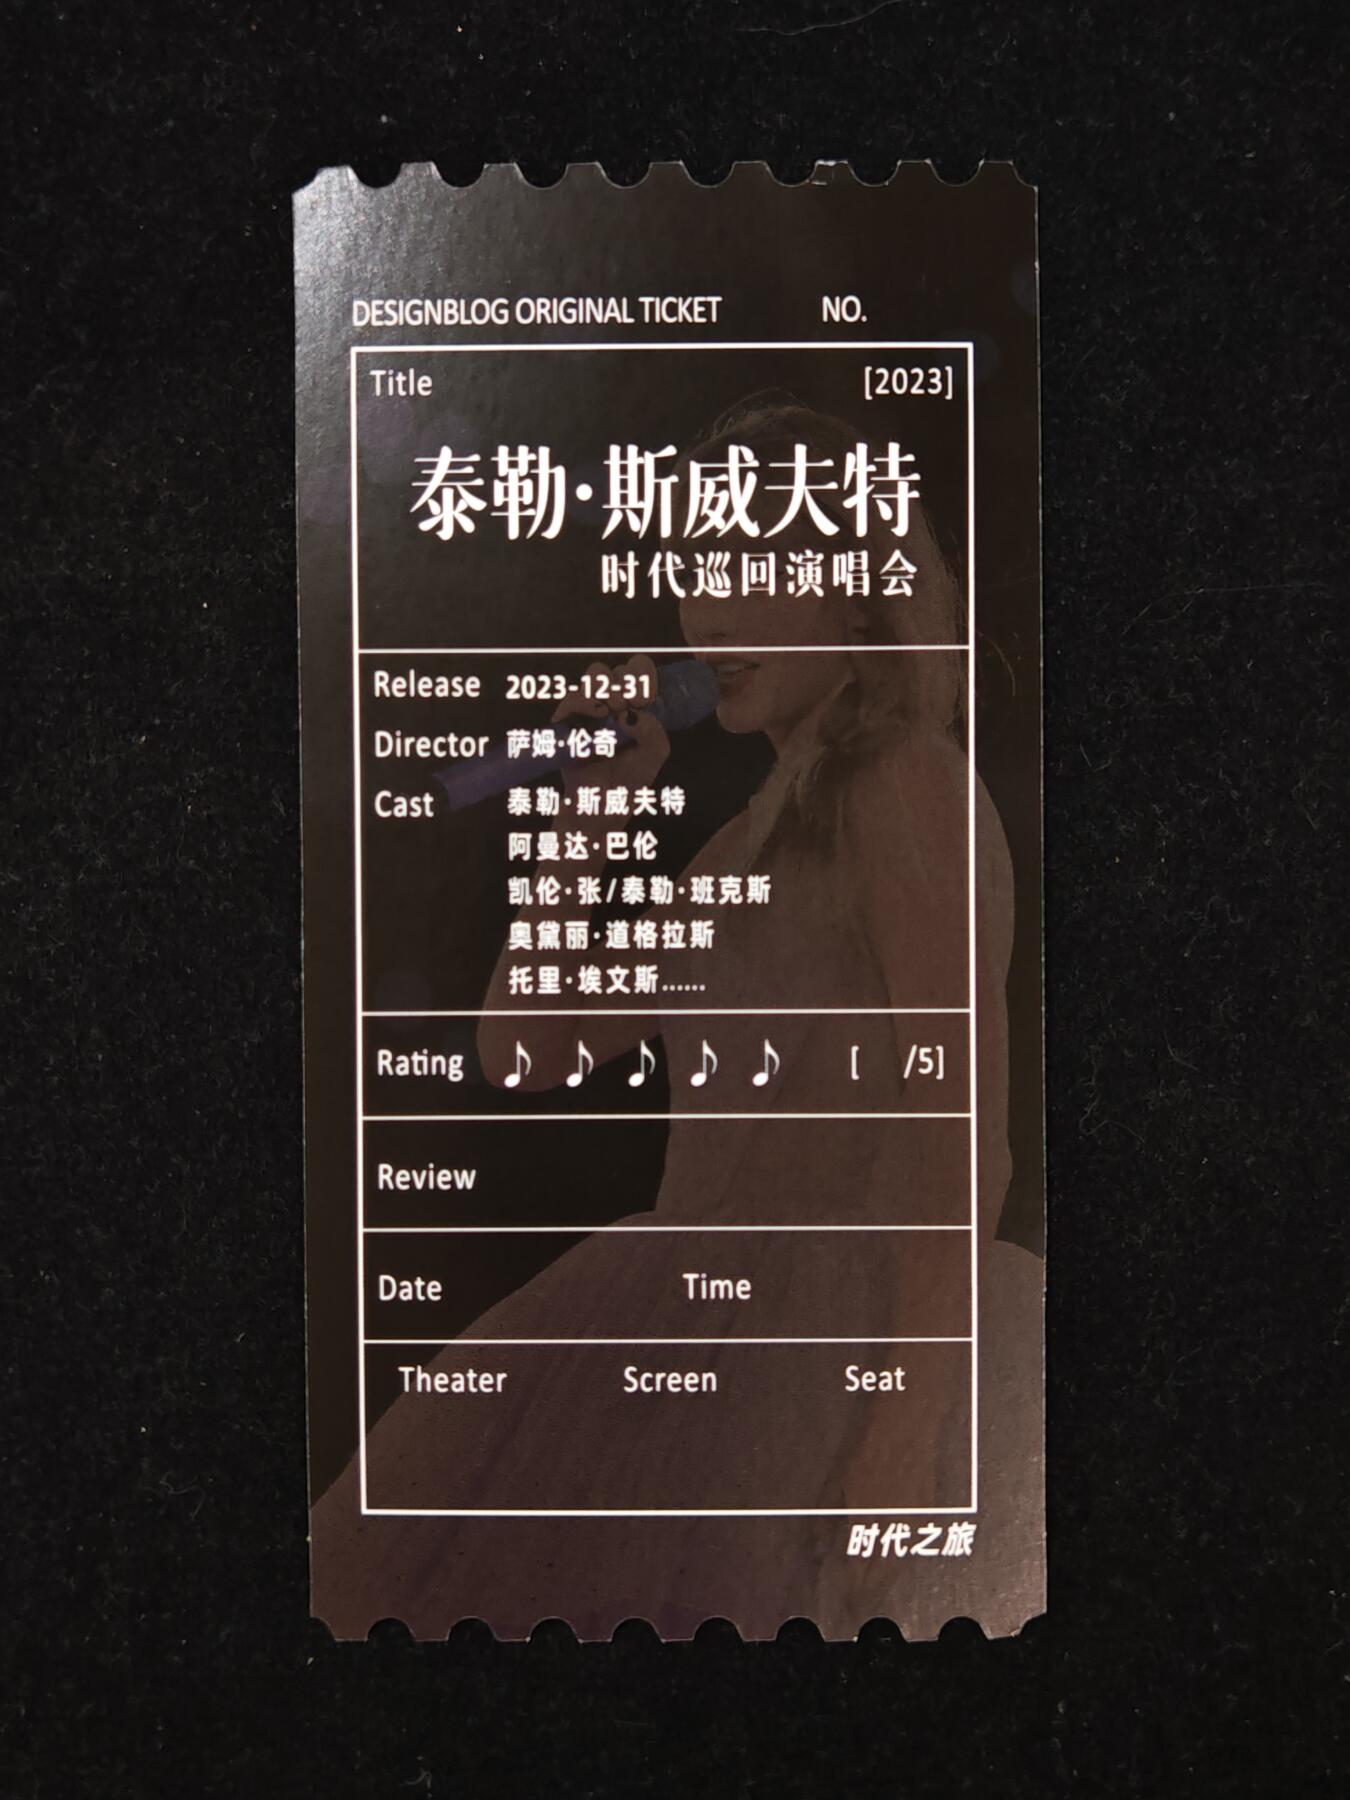 DESIGNBLOG ORIGINAL TICKET NO.
Title [2023]
泰勒·斯威夫特
时代巡回演唱会
Release 2023-12-31
Director 萨姆·伦奇
Cast 泰勒·斯威夫特
阿曼达·巴伦
凯伦·张/泰勒·班克斯
奥黛丽·道格拉斯
托里·埃文斯......
Rating ♪ ♪ ♪ ♪ ♪ [ /5]
Review
Date Time
Theater Screen Seat
时代之旅